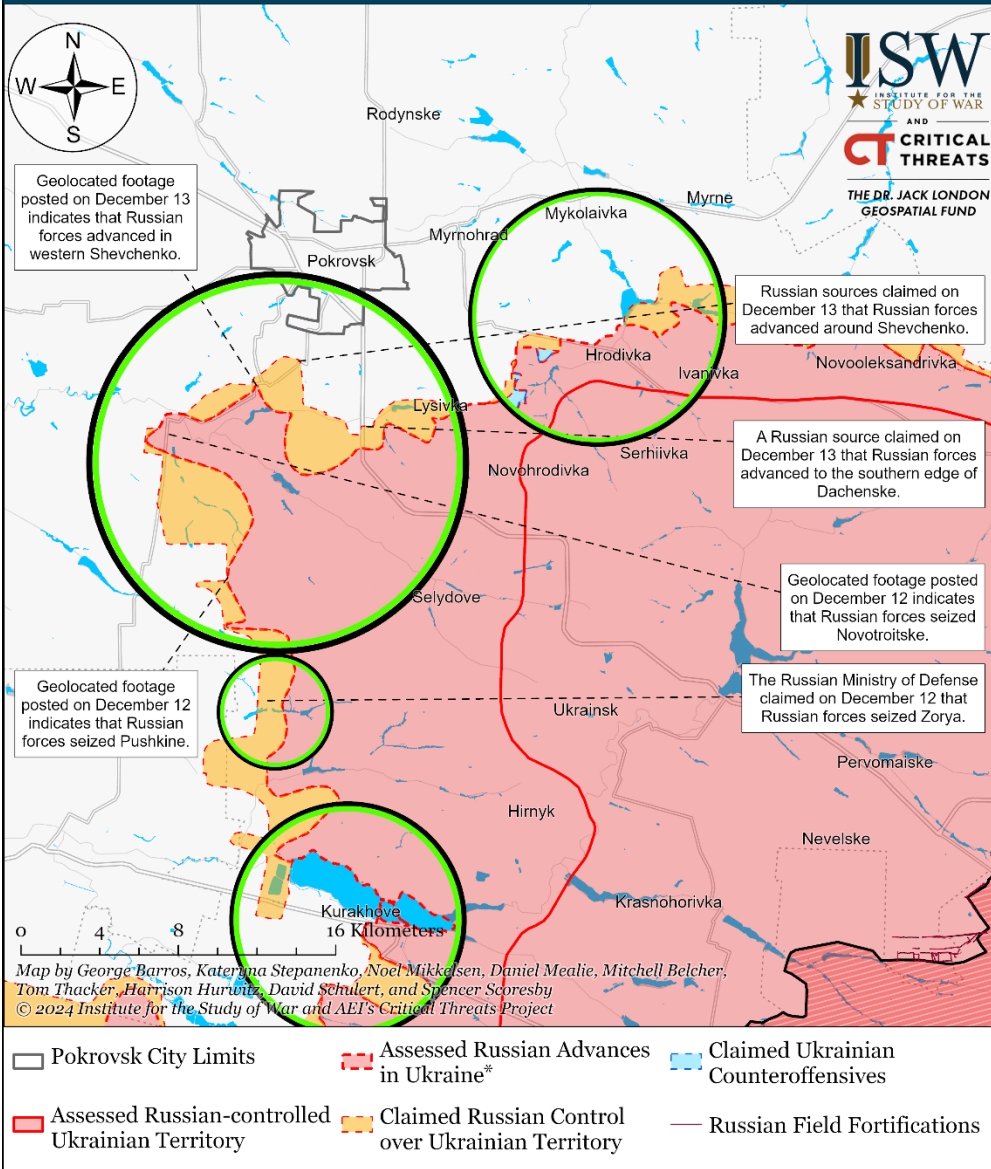 N
W
E
S
ISW
INSTITUTE FOR THE
STUDY OF WAR
AND
CT CRITICAL
THREATS
THE DR. JACK LONDON
GEOSPATIAL FUND
Rodynske
Myrne
Mykolaivka
Myrnohrad
Pokrovsk
Geolocated footage
posted on December 13
indicates that Russian
forces advanced in
western Shevchenko.
Russian sources claimed on
December 13 that Russian forces
advanced around Shevchenko.
Hrodivka
Ivanivka
Novooleksandrivka
Lysivka
Serhiivka
Novohrodivka
A Russian source claimed on
December 13 that Russian forces
advanced to the southern edge of
Dachenske.
Geolocated footage posted
on December 12 indicates
that Russian forces seized
Novotroitske.
Selydove
Geolocated footage
posted on December 12
indicates that Russian
forces seized Pushkine.
The Russian Ministry of Defense
claimed on December 12 that
Russian forces seized Zorya.
Ukrainsk
Pervomaiske
Hirnyk
Nevelske
Krasnohorivka
Kurakhove
0 4 8 16 Kilometers
Map by George Barros, Kateryna Stepanenko, Noel Mikkelsen, Daniel Mealie, Mitchell Belcher,
Tom Thacker, Harrison Hurwitz, David Schulert, and Spencer Scoresby
© 2024 Institute for the Study of War and AEI's Critical Threats Project
Pokrovsk City Limits
Assessed Russian Advances
in Ukraine*
Claimed Ukrainian
Counteroffensives
Assessed Russian-controlled
Ukrainian Territory
Claimed Russian Control
over Ukrainian Territory
Russian Field Fortifications